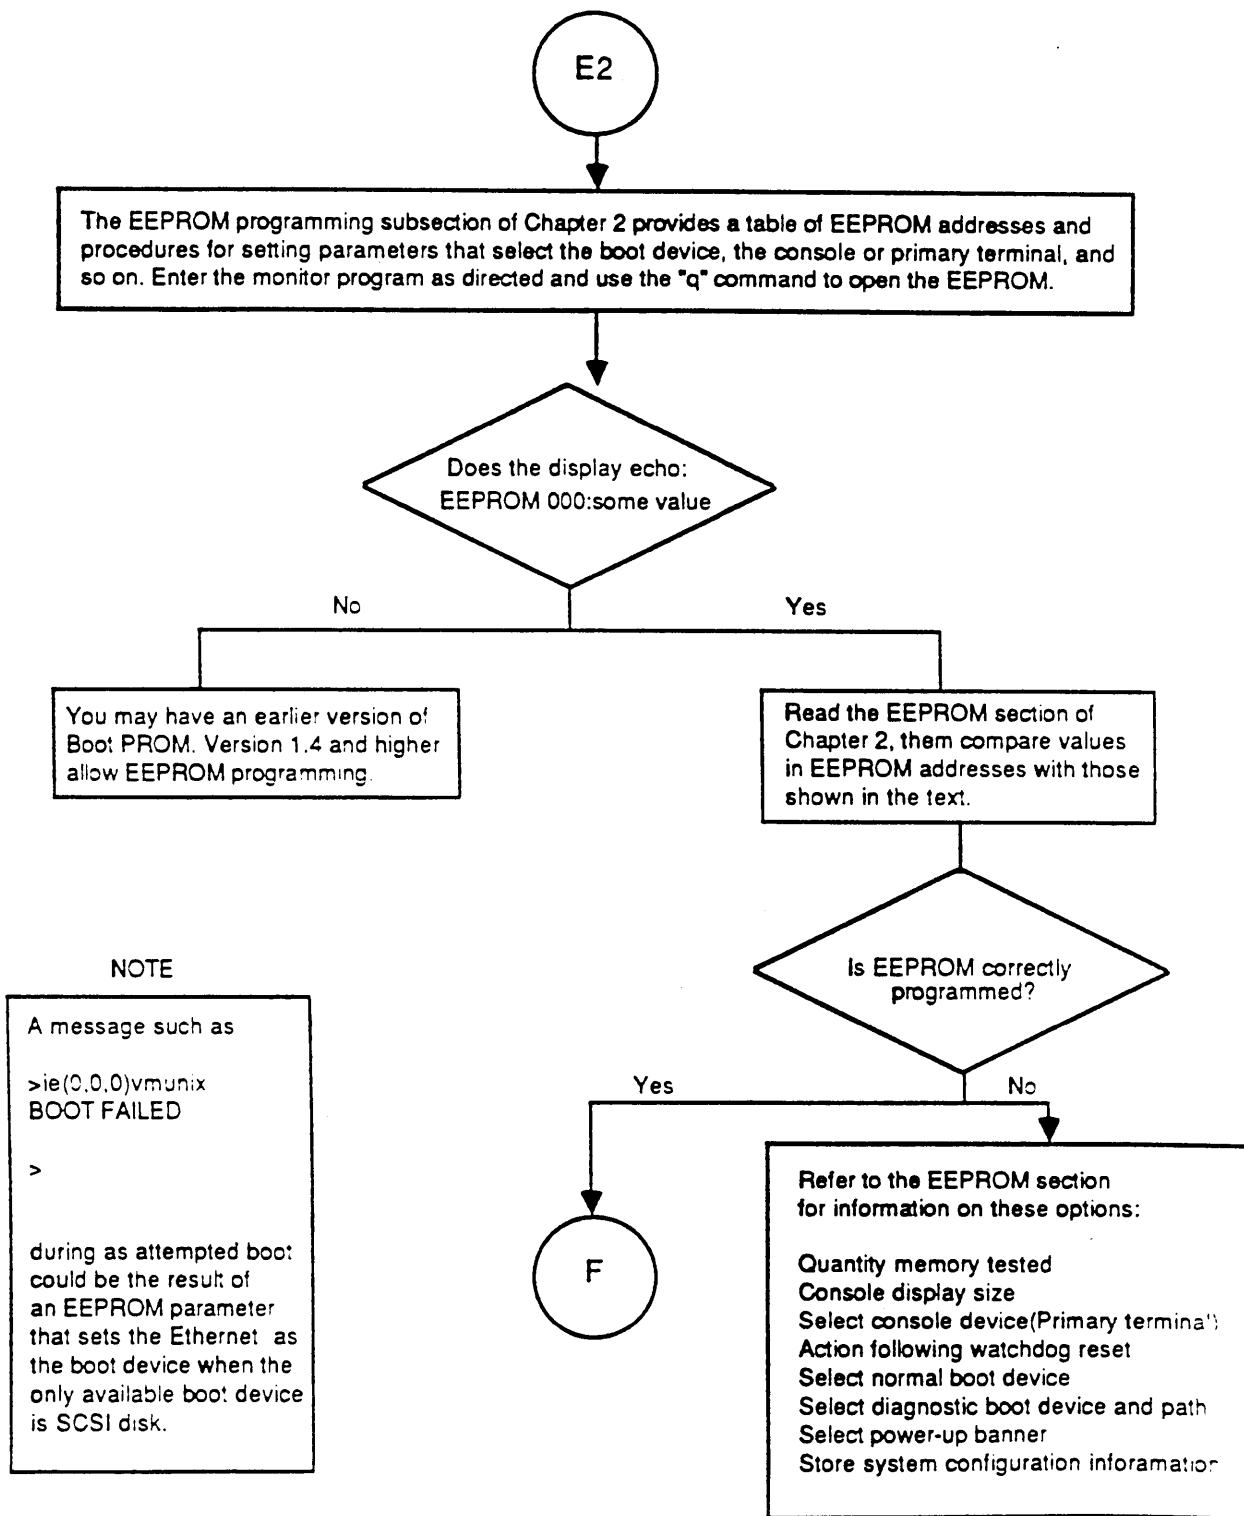 E2
The EEPROM programming subsection of Chapter 2 provides a table of EEPROM addresses and
procedures for setting parameters that select the boot device, the console or primary terminal, and
so on. Enter the monitor program as directed and use the "q" command to open the EEPROM.
Does the display echo:
EEPROM 000:some value
No
Yes
You may have an earlier version of
Boot PROM. Version 1.4 and higher
allow EEPROM programming.
Read the EEPROM section of
Chapter 2, them compare values
in EEPROM addresses with those
shown in the text.
Is EEPROM correctly
programmed?
Yes
No
F
Refer to the EEPROM section
for information on these options:
Quantity memory tested
Console display size
Select console device(Primary terminal)
Action following watchdog reset
Select normal boot device
Select diagnostic boot device and path
Select power-up banner
Store system configuration inforamation
NOTE
A message such as
>ie(0,0,0)vmunix
BOOT FAILED
>
during as attempted boot
could be the result of
an EEPROM parameter
that sets the Ethernet as
the boot device when the
only available boot device
is SCSI disk.